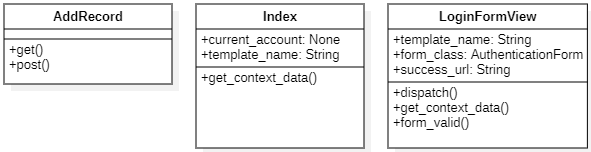 AddRecord
+get()
+post()
Index
+current_account: None
+template_name: String
+get_context_data()
LoginFormView
+template_name: String
+form_class: AuthenticationForm
+success_url: String
+dispatch()
+get_context_data()
+form_valid()